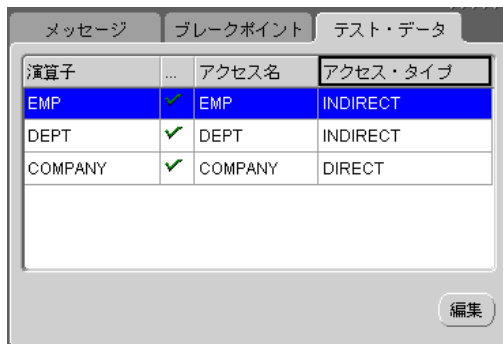 メッセージ ブレークポイント テスト・データ
演算子 ... アクセス名 アクセス・タイプ
EMP EMP INDIRECT
DEPT DEPT INDIRECT
COMPANY COMPANY DIRECT
編集